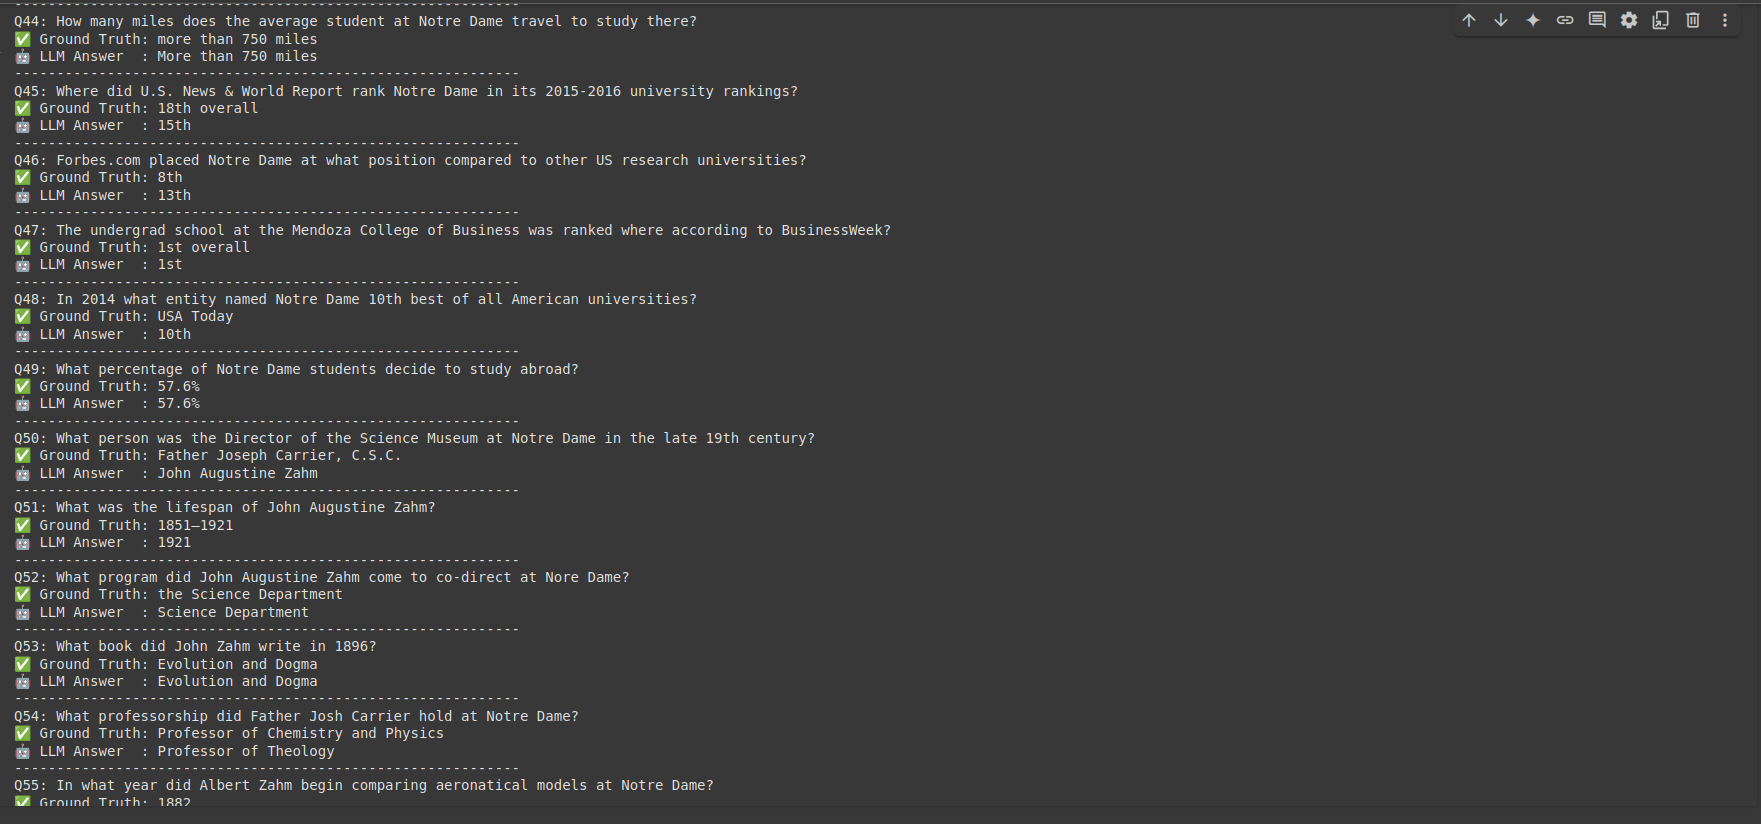 ------------------------------------------------------------
Q44: How many miles does the average student at Notre Dame travel to study there?
✅ Ground Truth: more than 750 miles
🤖 LLM Answer  : More than 750 miles
------------------------------------------------------------
Q45: Where did U.S. News & World Report rank Notre Dame in its 2015-2016 university rankings?
✅ Ground Truth: 18th overall
🤖 LLM Answer  : 15th
------------------------------------------------------------
Q46: Forbes.com placed Notre Dame at what position compared to other US research universities?
✅ Ground Truth: 8th
🤖 LLM Answer  : 13th
------------------------------------------------------------
Q47: The undergrad school at the Mendoza College of Business was ranked where according to BusinessWeek?
✅ Ground Truth: 1st overall
🤖 LLM Answer  : 1st
------------------------------------------------------------
Q48: In 2014 what entity named Notre Dame 10th best of all American universities?
✅ Ground Truth: USA Today
🤖 LLM Answer  : 10th
------------------------------------------------------------
Q49: What percentage of Notre Dame students decide to study abroad?
✅ Ground Truth: 57.6%
🤖 LLM Answer  : 57.6%
------------------------------------------------------------
Q50: What person was the Director of the Science Museum at Notre Dame in the late 19th century?
✅ Ground Truth: Father Joseph Carrier, C.S.C.
🤖 LLM Answer  : John Augustine Zahm
------------------------------------------------------------
Q51: What was the lifespan of John Augustine Zahm?
✅ Ground Truth: 1851–1921
🤖 LLM Answer  : 1921
------------------------------------------------------------
Q52: What program did John Augustine Zahm come to co-direct at Nore Dame?
✅ Ground Truth: the Science Department
🤖 LLM Answer  : Science Department
------------------------------------------------------------
Q53: What book did John Zahm write in 1896?
✅ Ground Truth: Evolution and Dogma
🤖 LLM Answer  : Evolution and Dogma
------------------------------------------------------------
Q54: What professorship did Father Josh Carrier hold at Notre Dame?
✅ Ground Truth: Professor of Chemistry and Physics
🤖 LLM Answer  : Professor of Theology
------------------------------------------------------------
Q55: In what year did Albert Zahm begin comparing aeronatical models at Notre Dame?
✅ Ground Truth: 1882